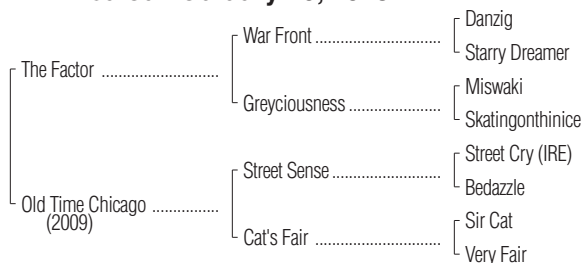 Danzig
War Front ........................................
Starry Dreamer
The Factor .....................................
Miswaki
Greyciousness .............................
Skatingonthinice
Street Cry (IRE)
Street Sense ..................................
Bedazzle
Old Time Chicago .....................
(2009)
Sir Cat
Cat's Fair ........................................
Very Fair